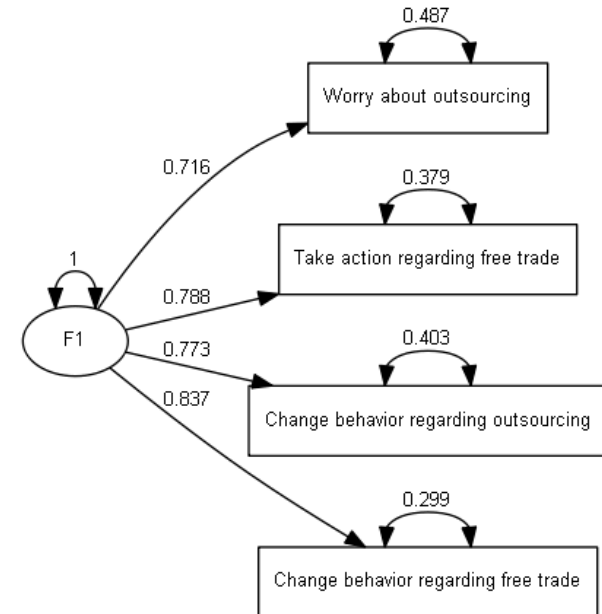 0.487
Worry about outsourcing
0.716
0.379
Take action regarding free trade
1
0.788
F1
0.773
0.403
Change behavior regarding outsourcing
0.837
0.299
Change behavior regarding free trade